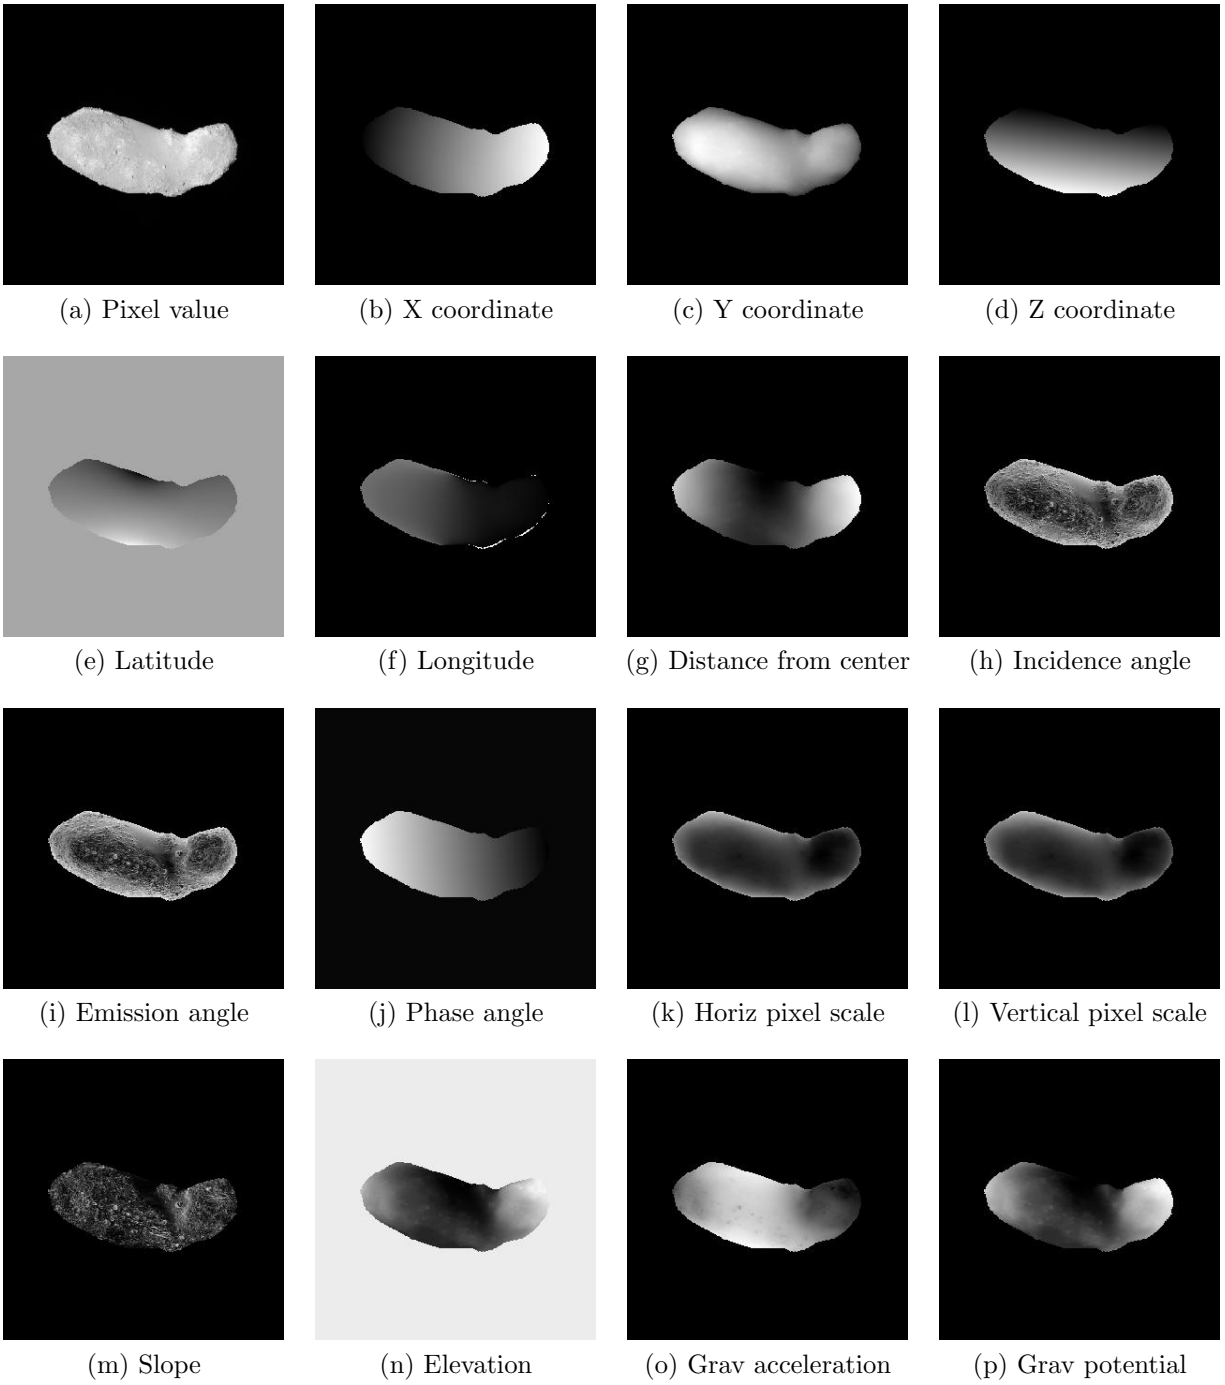 (a) Pixel value
(b) X coordinate
(c) Y coordinate
(d) Z coordinate
(e) Latitude
(f) Longitude
(g) Distance from center
(h) Incidence angle
(i) Emission angle
(j) Phase angle
(k) Horiz pixel scale
(l) Vertical pixel scale
(m) Slope
(n) Elevation
(o) Grav acceleration
(p) Grav potential